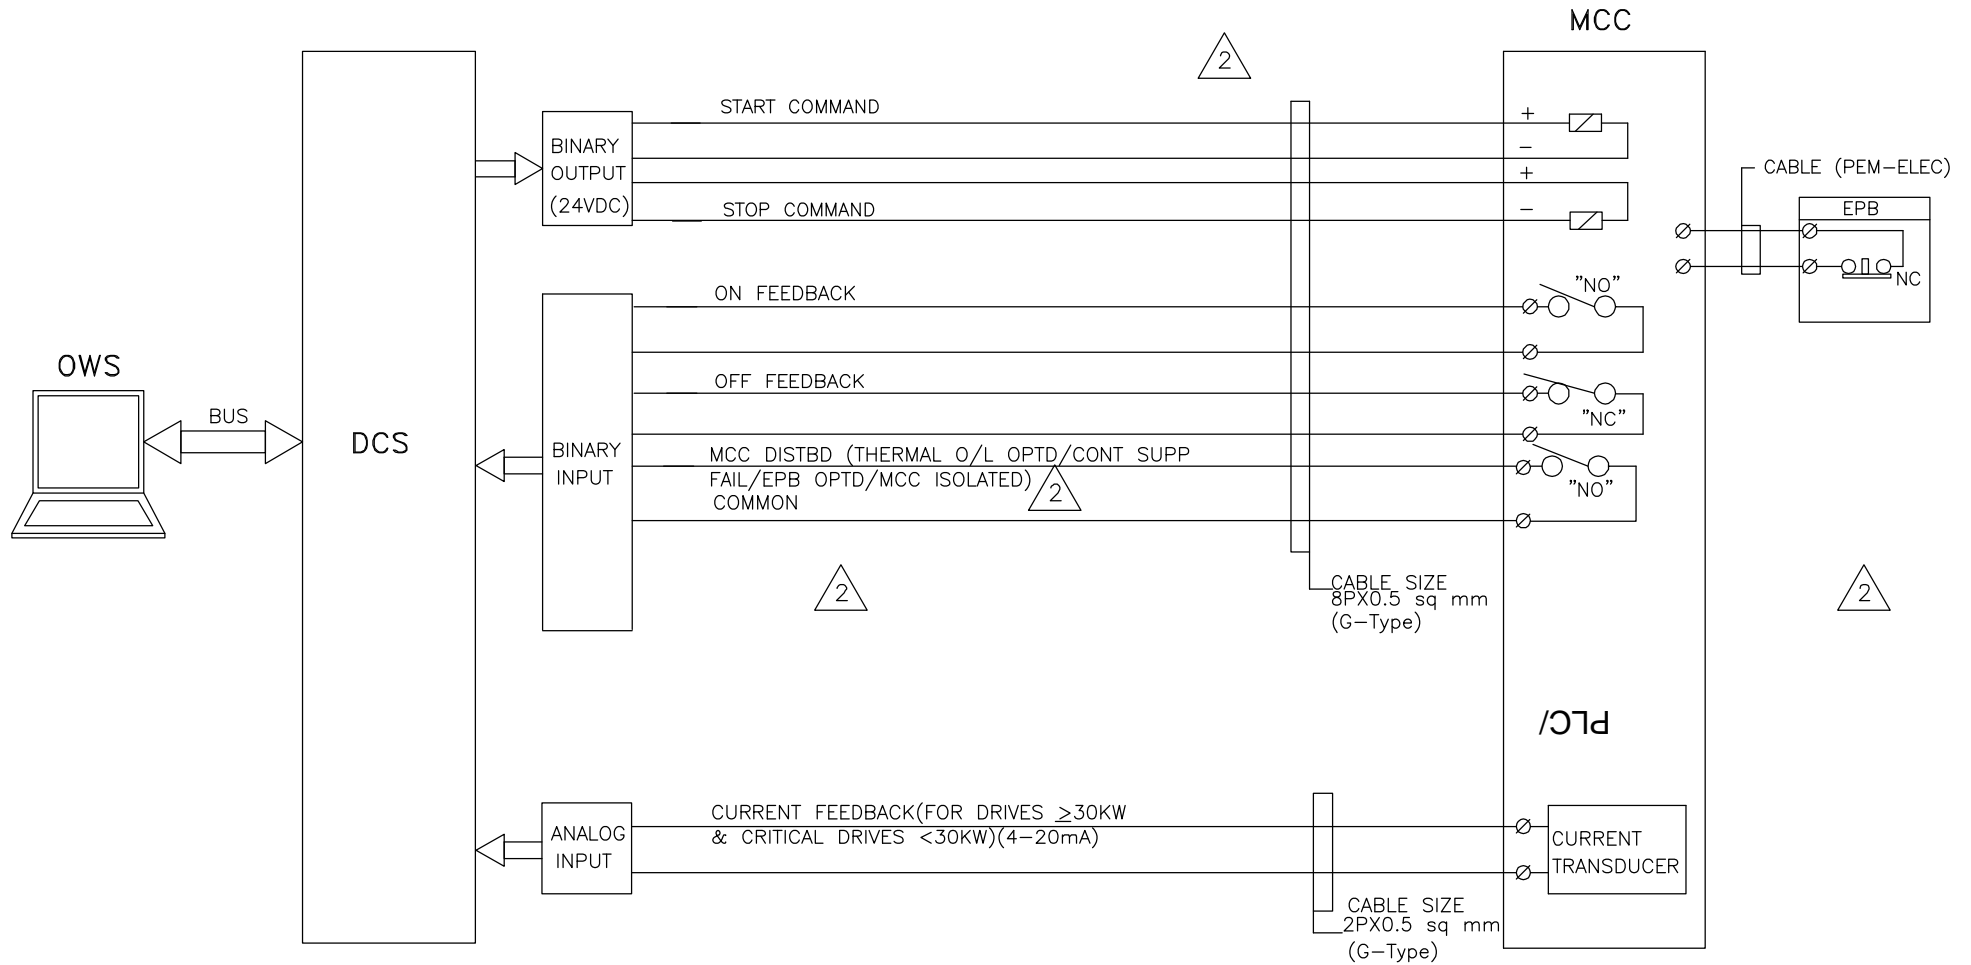 MCC
2
START COMMAND
BINARY
OUTPUT
(24VDC)
STOP COMMAND
+
−
+
−
CABLE (PEM−ELEC)
EPB
NC
ON FEEDBACK
"NO"
OWS
BUS
DCS
OFF FEEDBACK
"NC"
BINARY
INPUT
MCC DISTBD (THERMAL O/L OPTD/CONT SUPP
FAIL/EPB OPTD/MCC ISOLATED)
COMMON
2
"NO"
2
CABLE SIZE
8PX0.5 sq mm
(G−Type)
2
PLC/
ANALOG
INPUT
CURRENT FEEDBACK(FOR DRIVES ≥30KW
& CRITICAL DRIVES <30KW)(4−20mA)
CURRENT
TRANSDUCER
CABLE SIZE
2PX0.5 sq mm
(G−Type)